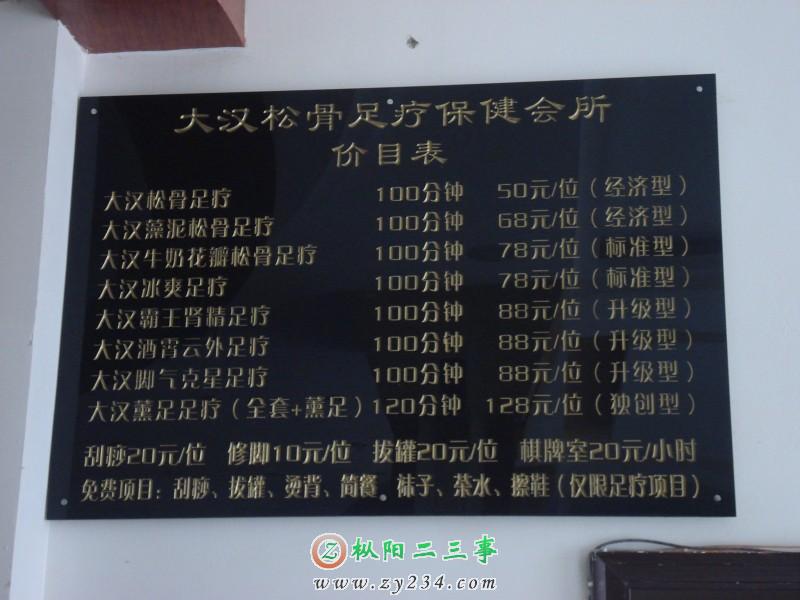 大汉松骨足疗保健会所
价目表
大汉松骨足疗 100分钟 50元/位（经济型）
大汉藻泥松骨足疗 100分钟 68元/位（经济型）
大汉牛奶花瓣松骨足疗 100分钟 78元/位（标准型）
大汉冰爽足疗 100分钟 78元/位（标准型）
大汉霸王肾精足疗 100分钟 88元/位（升级型）
大汉酒霄云外足疗 100分钟 88元/位（升级型）
大汉脚气克星足疗 100分钟 88元/位（升级型）
大汉薰足足疗（全套+薰足）120分钟 128元/位（独创型）
刮痧20元/位 修脚10元/位 拔罐20元/位 棋牌室20元/小时
免费项目：刮痧、拔罐、烫背、简餐、袜子、茶水、擦鞋（仅限足疗项目）
枞阳二三事
www.zy234.com